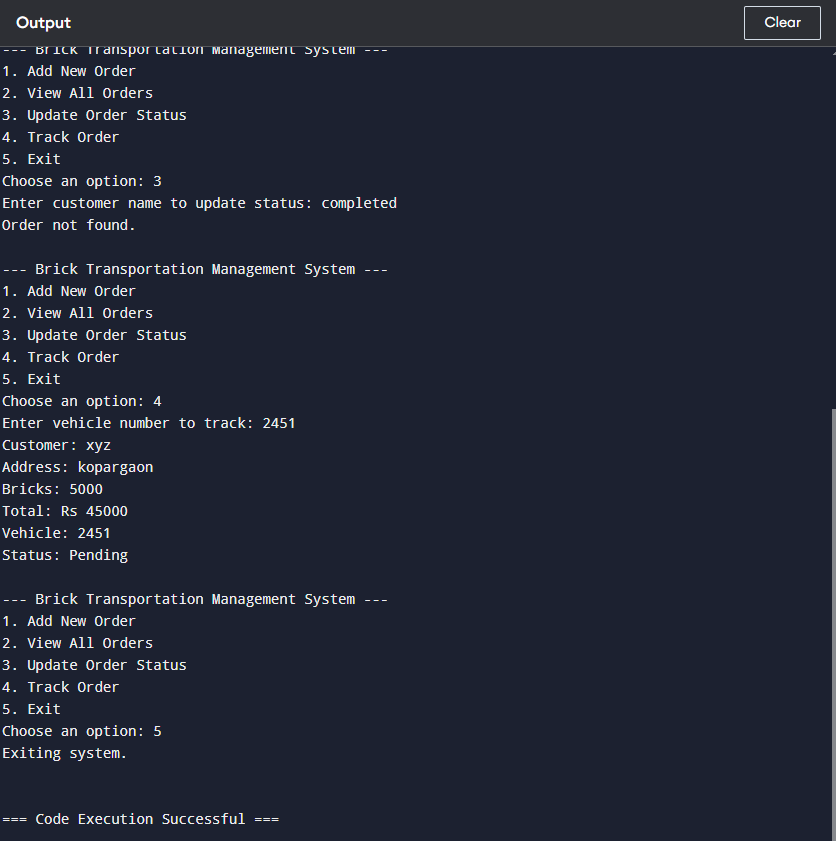 Output
Clear
--- Brick Transportation Management System ---
1. Add New Order
2. View All Orders
3. Update Order Status
4. Track Order
5. Exit
Choose an option: 3
Enter customer name to update status: completed
Order not found.
--- Brick Transportation Management System ---
1. Add New Order
2. View All Orders
3. Update Order Status
4. Track Order
5. Exit
Choose an option: 4
Enter vehicle number to track: 2451
Customer: xyz
Address: kopargaon
Bricks: 5000
Total: Rs 45000
Vehicle: 2451
Status: Pending
--- Brick Transportation Management System ---
1. Add New Order
2. View All Orders
3. Update Order Status
4. Track Order
5. Exit
Choose an option: 5
Exiting system.
=== Code Execution Successful ===